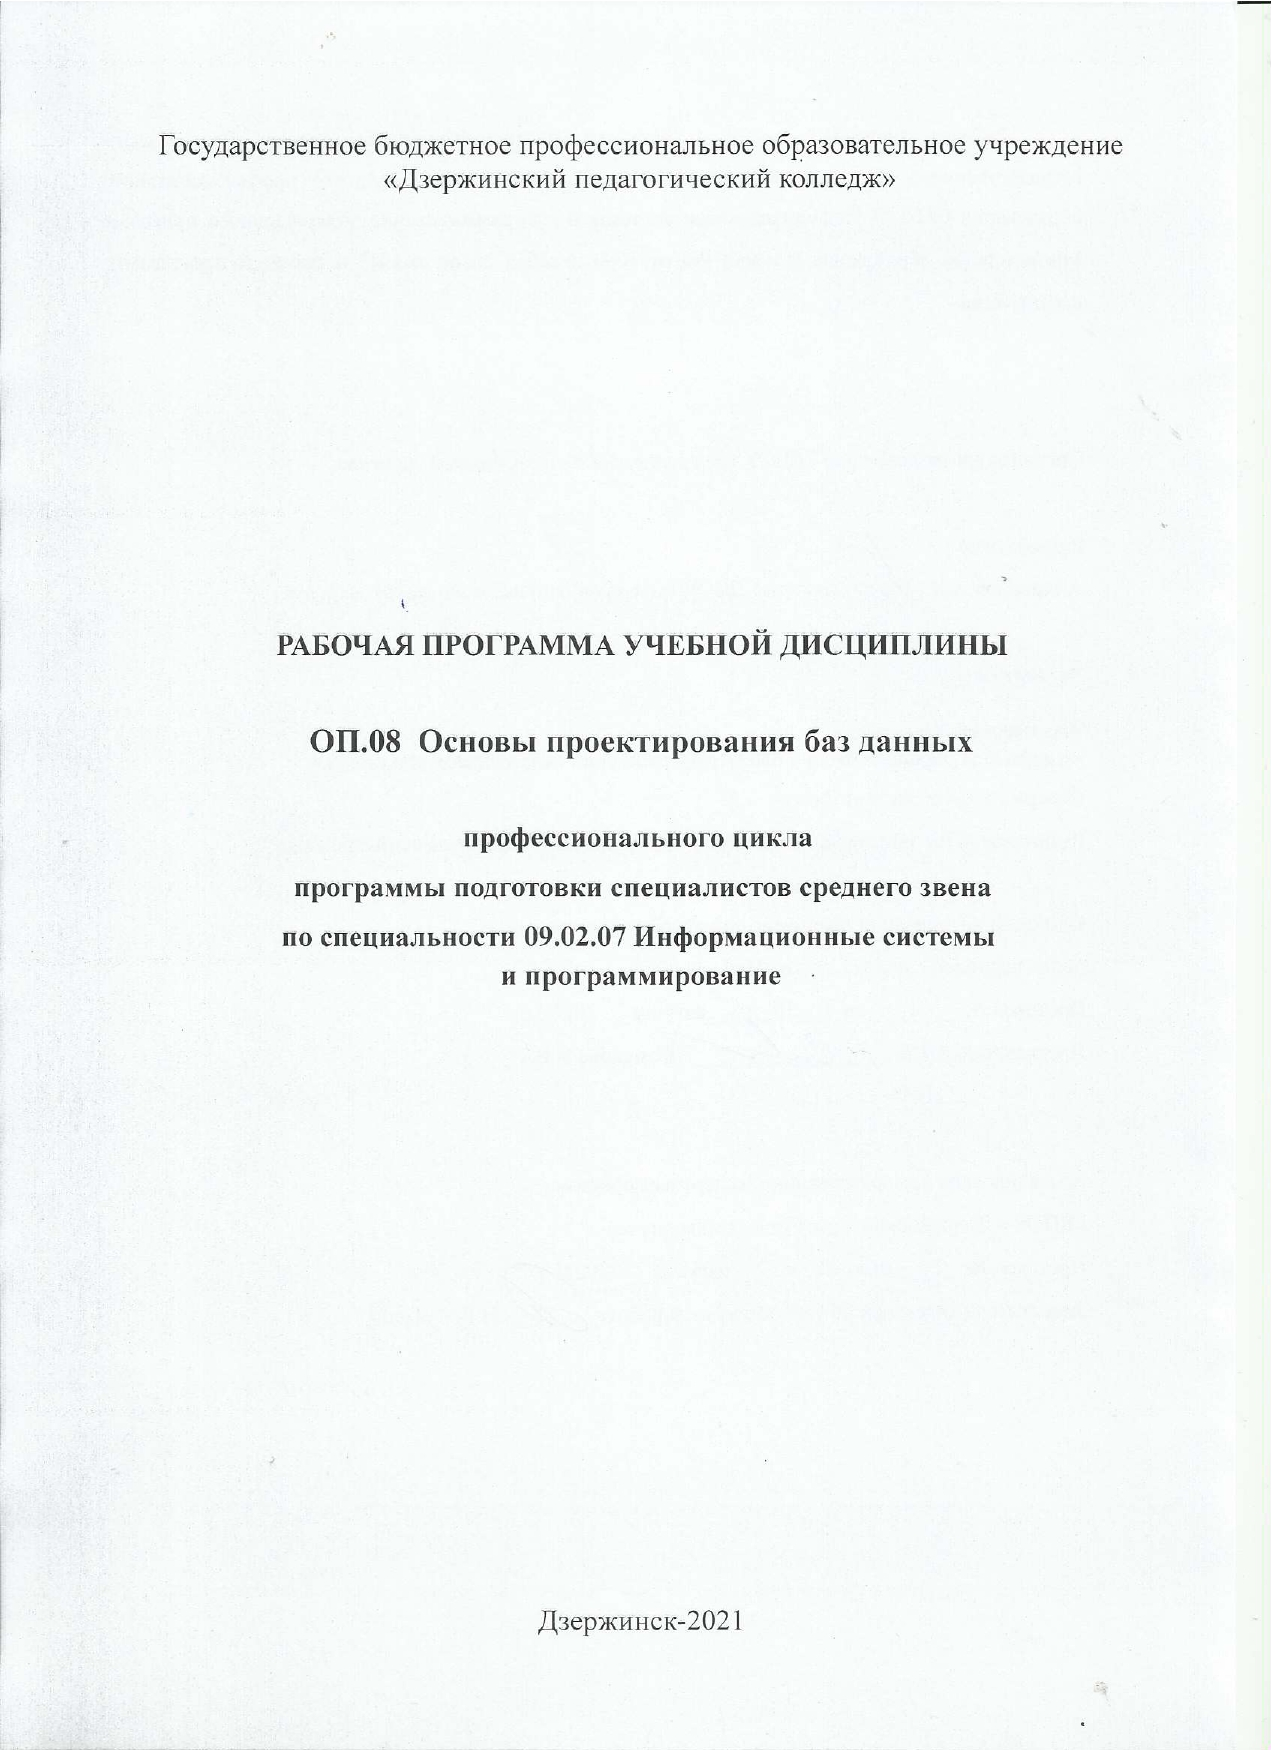 Государственное бюджетное профессиональное образовательное учреждение
«Дзержинский педагогический колледж»
РАБОЧАЯ ПРОГРАММА УЧЕБНОЙ ДИСЦИПЛИНЫ
ОП.08 Основы проектирования баз данных
профессионального цикла
программы подготовки специалистов среднего звена
по специальности 09.02.07 Информационные системы
и программирование
Дзержинск-2021